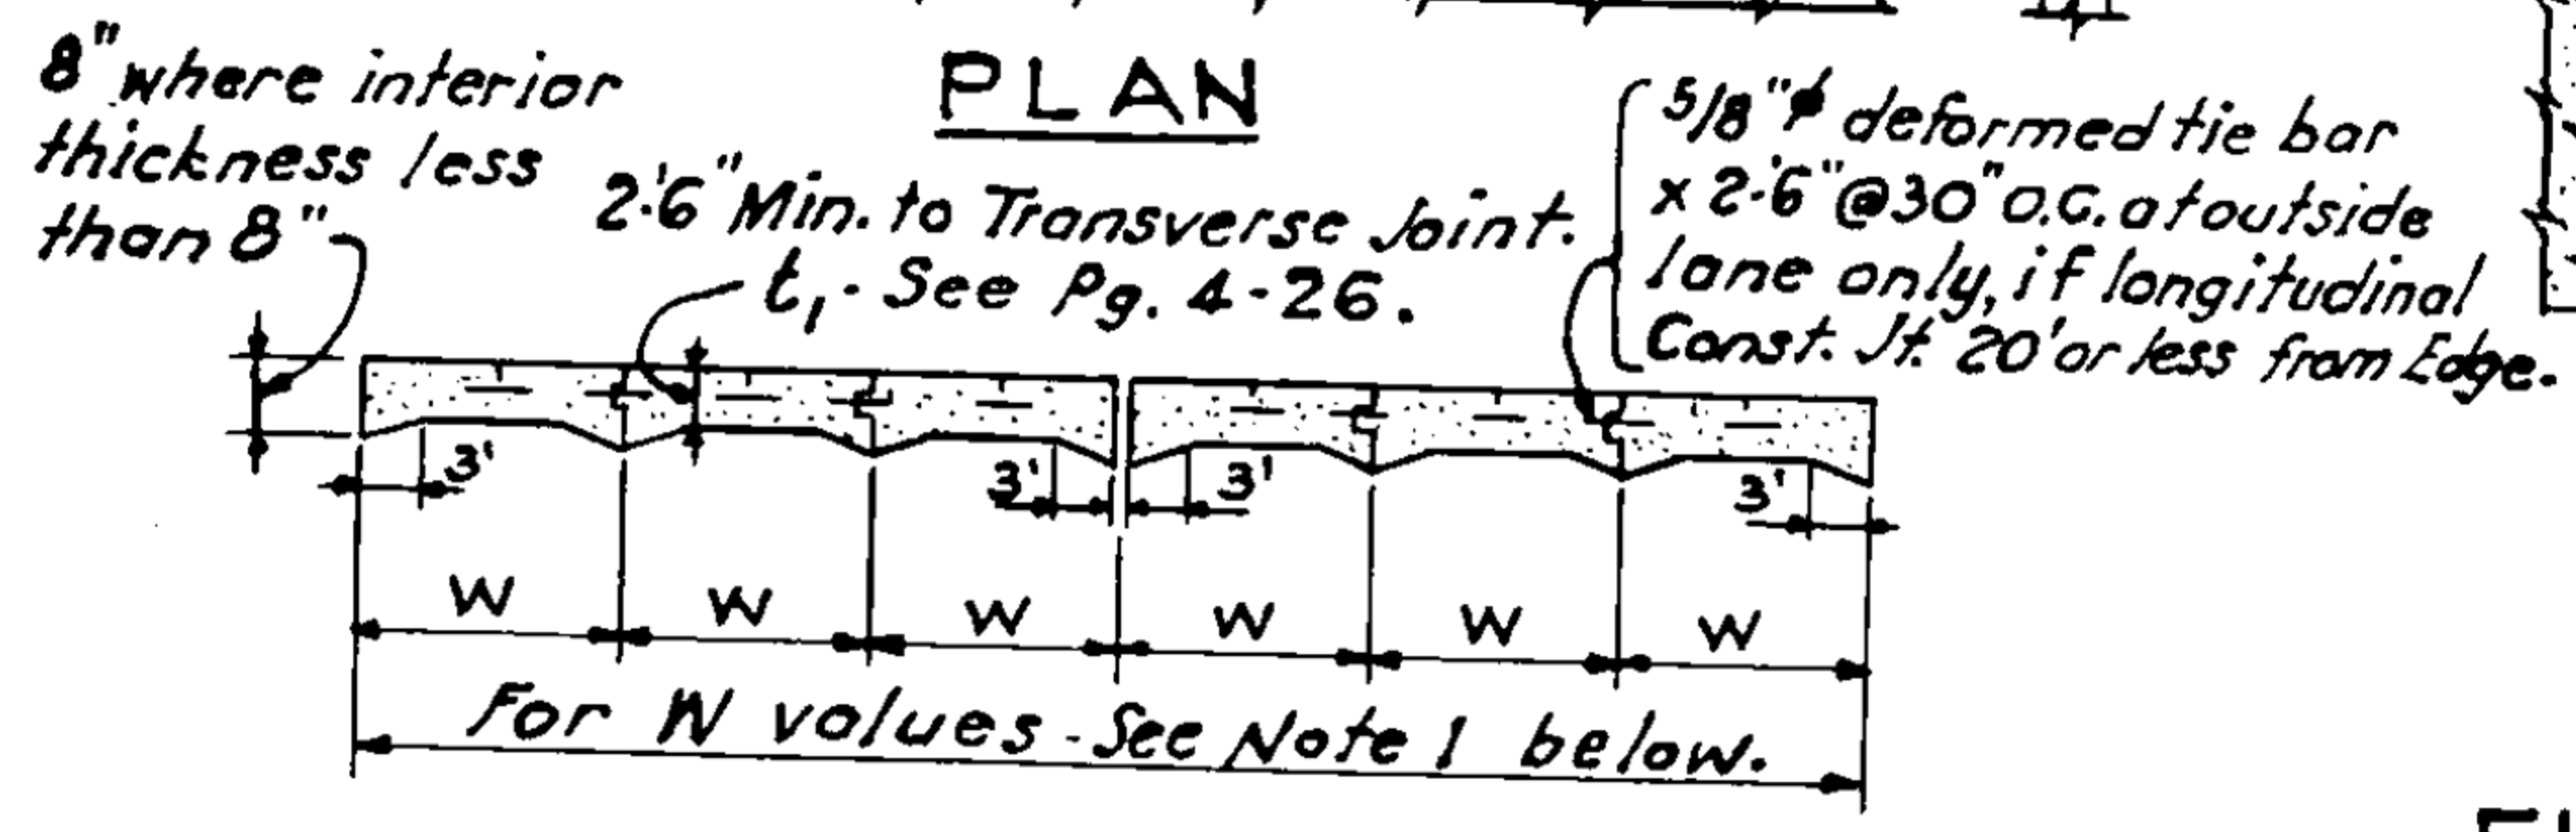 PLAN
8" where interior
thickness less
than 8"
2'-6" Min. to Transverse Joint.
t₁ - See Pg. 4-26.
5/8"ϕ deformed tie bar
x 2'-6"@30"O.C. at outside
lane only, if longitudinal
Const. Jt. 20' or less from Edge.
3' 3' 3' 3'
W W W W W W
For W values - See Note 1 below.